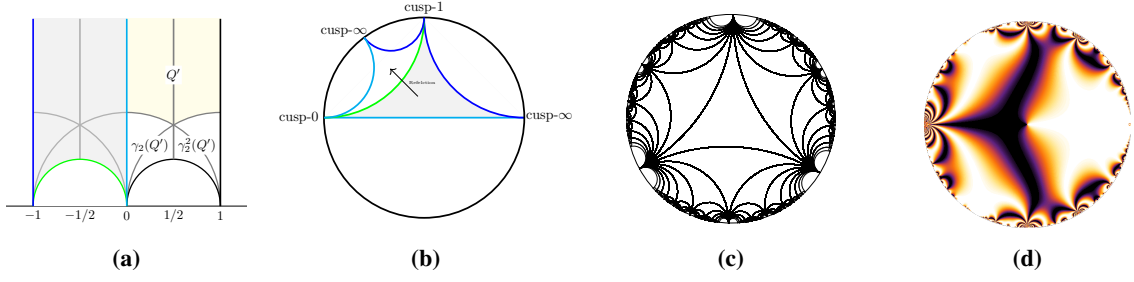 Q′
γ₂(Q′) γ₂²(Q′)
−1 −1/2 0 1/2 1
(a)
cusp-1
cusp-∞
cusp-0
cusp-∞
(b)
(c)
(d)